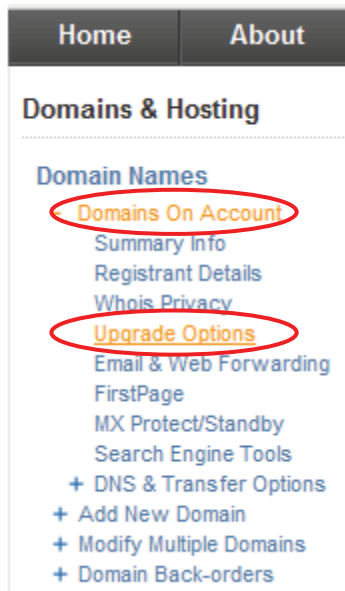 Home About
Domains & Hosting
Domain Names
- Domains On Account
Summary Info
Registrant Details
Whois Privacy
Upgrade Options
Email & Web Forwarding
FirstPage
MX Protect/Standby
Search Engine Tools
+ DNS & Transfer Options
+ Add New Domain
+ Modify Multiple Domains
+ Domain Back-orders